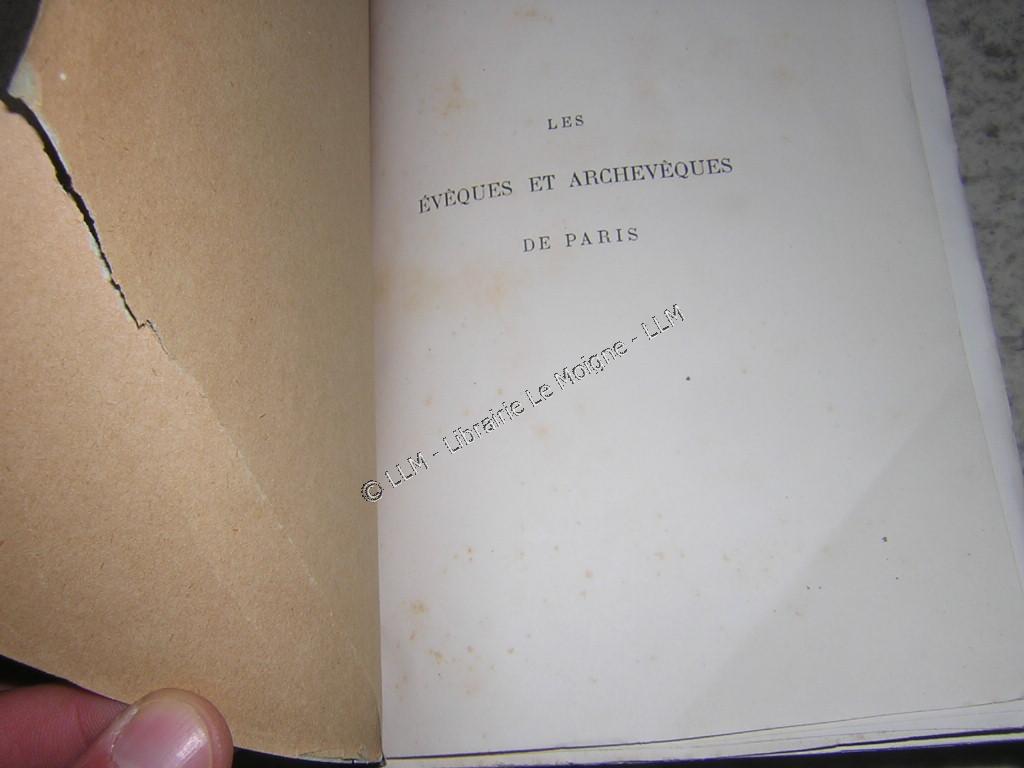 LES
ÉVÊQUES ET ARCHEVÊQUES
DE PARIS
© LLM - Librairie Le Moigne - LLM